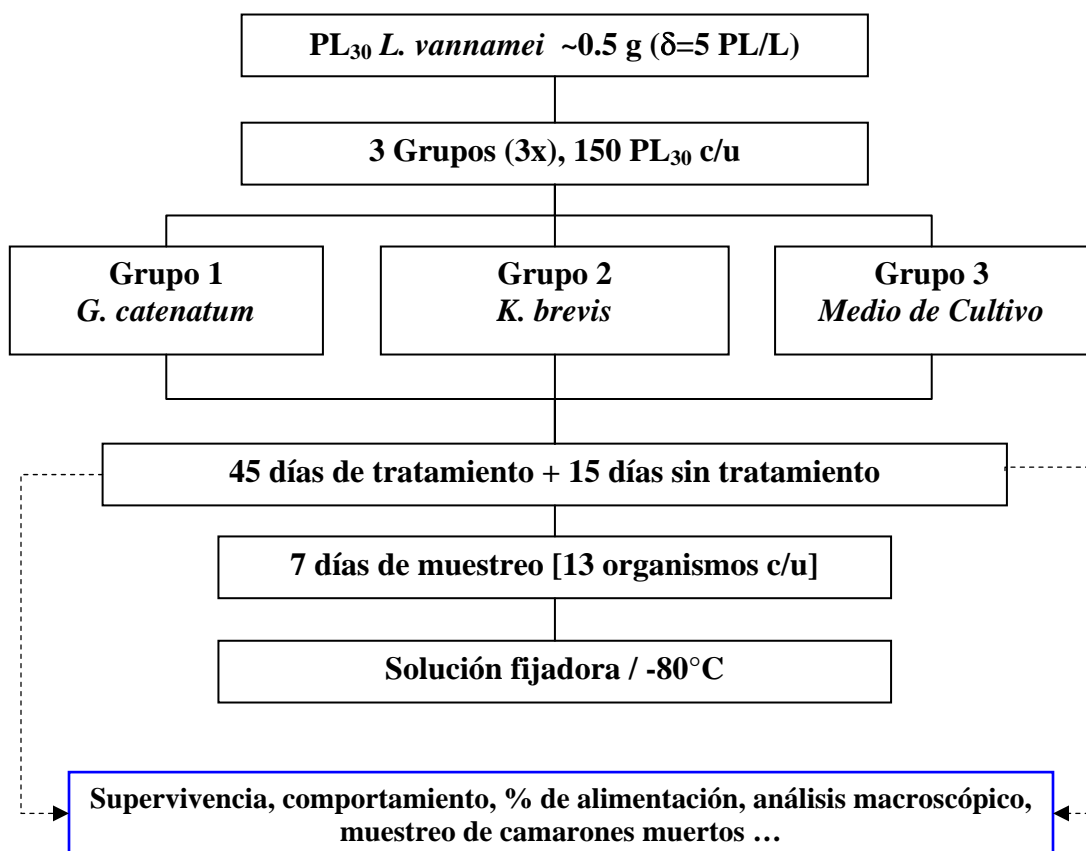 PL30 L. vannamei ~0.5 g (δ=5 PL/L)
3 Grupos (3x), 150 PL30 c/u
Grupo 1
G. catenatum
Grupo 2
K. brevis
Grupo 3
Medio de Cultivo
45 días de tratamiento + 15 días sin tratamiento
7 días de muestreo [13 organismos c/u]
Solución fijadora / -80°C
Supervivencia, comportamiento, % de alimentación, análisis macroscópico,
muestreo de camarones muertos …